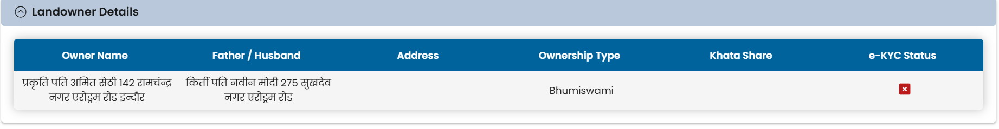 Landowner Details
Owner Name Father / Husband Address Ownership Type Khata Share e-KYC Status
प्रकृति पति अमित सेठी 142 रामचंन्द्र नगर एरोड्रम रोड इन्दौर
किर्ती पति नवीन मोदी 275 सुखदेव नगर एरोड्रम रोड
Bhumiswami